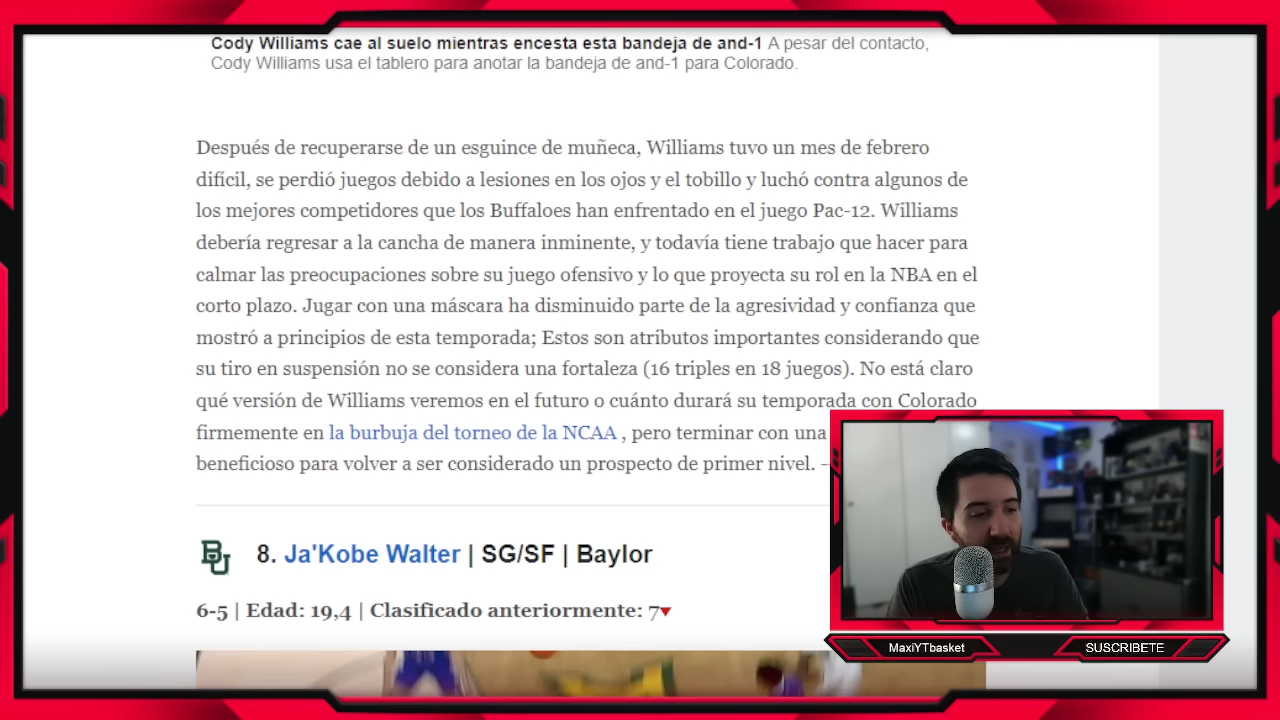 Cody Williams cae al suelo mientras encesta esta bandeja de and-1 A pesar del contacto,
Cody Williams usa el tablero para anotar la bandeja de and-1 para Colorado.
Después de recuperarse de un esguince de muñeca, Williams tuvo un mes de febrero
difícil, se perdió juegos debido a lesiones en los ojos y el tobillo y luchó contra algunos de
los mejores competidores que los Buffaloes han enfrentado en el juego Pac-12. Williams
debería regresar a la cancha de manera inminente, y todavía tiene trabajo que hacer para
calmar las preocupaciones sobre su juego ofensivo y lo que proyecta su rol en la NBA en el
corto plazo. Jugar con una máscara ha disminuido parte de la agresividad y confianza que
mostró a principios de esta temporada; Estos son atributos importantes considerando que
su tiro en suspensión no se considera una fortaleza (16 triples en 18 juegos). No está claro
qué versión de Williams veremos en el futuro o cuánto durará su temporada con Colorado
firmemente en la burbuja del torneo de la NCAA , pero terminar con una
beneficioso para volver a ser considerado un prospecto de primer nivel. –
BU 8. Ja'Kobe Walter | SG/SF | Baylor
6-5 | Edad: 19,4 | Clasificado anteriormente: 7
MaxiYTbasket
SUSCRIBETE